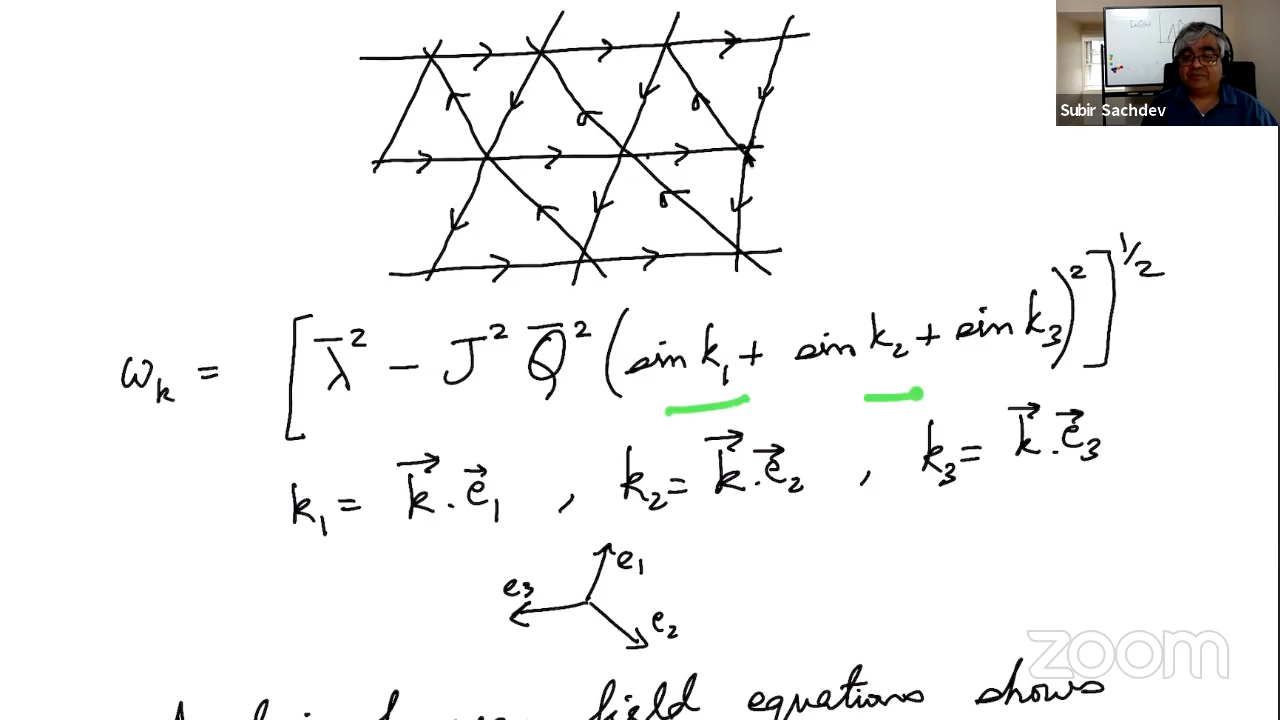 Subir Sachdev
ω_k = [λ̄² − J² Q̄² (sin k₁ + sin k₂ + sin k₃)²]^{1/2}
k₁ = k⃗ . e⃗₁ , k₂ = k⃗ . e⃗₂ , k₃ = k⃗ . e⃗₃
e₁
e₃
e₂
zoom
field equations shows